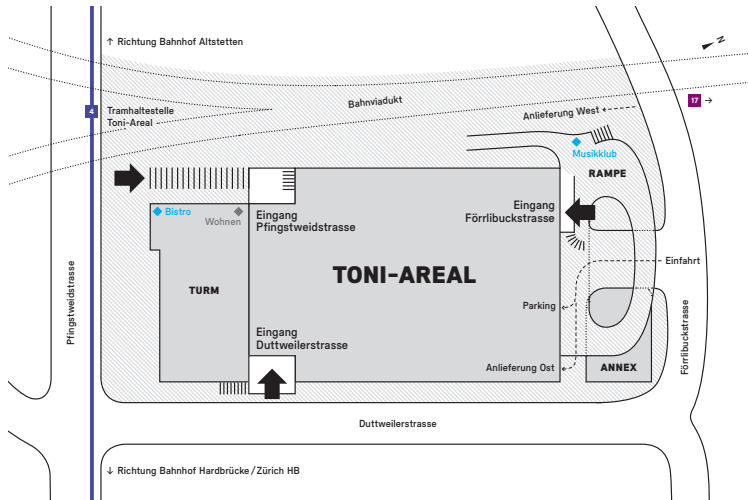 ↑ Richtung Bahnhof Altstetten
N
Bahnviadukt
17 →
4
Tramhaltestelle
Toni-Areal
Anlieferung West
Musikklub
RAMPE
Bistro
Wohnen
Eingang
Pfingstweidstrasse
Eingang
Förrlibuckstrasse
TONI-AREAL
Einfahrt
TURM
Parking
Eingang
Duttweilerstrasse
Pfingstweidstrasse
Förrlibuckstrasse
Anlieferung Ost
ANNEX
Duttweilerstrasse
↓ Richtung Bahnhof Hardbrücke/Zürich HB